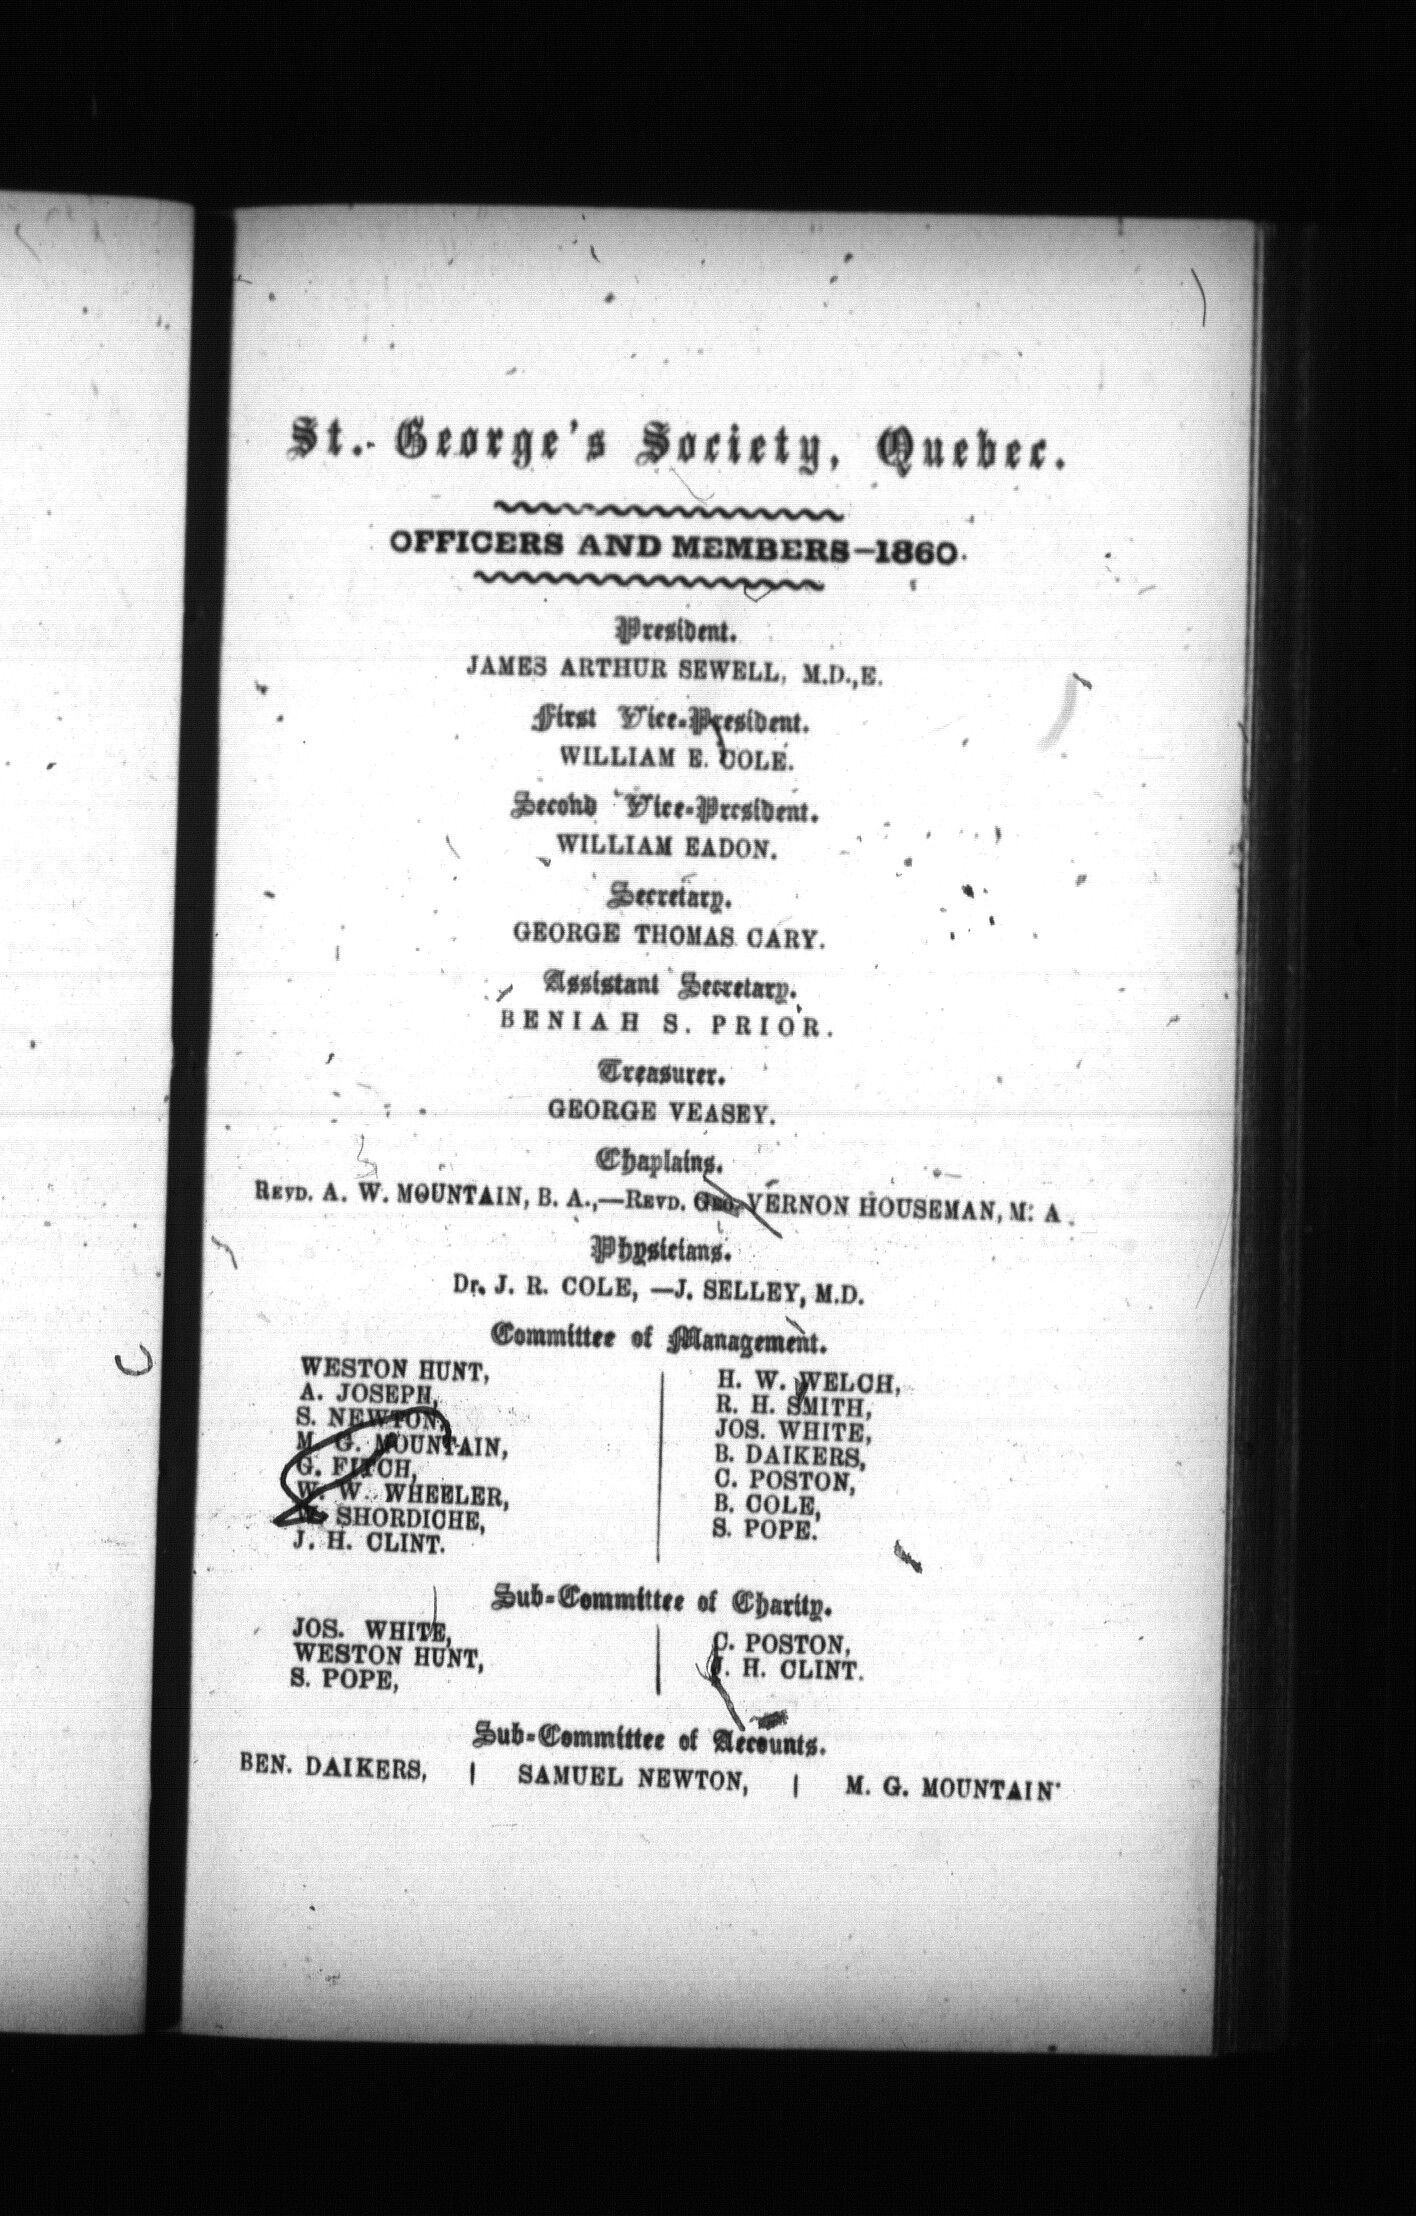 St. George's Society, Quebec.
OFFICERS AND MEMBERS—1860.
President.
JAMES ARTHUR SEWELL, M.D.,E.
First Vice-President.
WILLIAM E. COLE.
Second Vice-President.
WILLIAM EADON.
Secretary.
GEORGE THOMAS CARY.
Assistant Secretary.
BENIAH S. PRIOR.
Treasurer.
GEORGE VEASEY.
Chaplains.
REVD. A. W. MOUNTAIN, B. A.,—REVD. GEO. VERNON HOUSEMAN, M. A.
Physicians.
Dr. J. R. COLE, —J. SELLEY, M.D.
Committee of Management.
WESTON HUNT,
A. JOSEPH,
S. NEWTON,
M. G. MOUNTAIN,
G. FITCH,
W. W. WHEELER,
W. SHORDICHE,
J. H. CLINT.
H. W. WELCH,
R. H. SMITH,
JOS. WHITE,
B. DAIKERS,
C. POSTON,
B. COLE,
S. POPE.
Sub-Committee of Charity.
JOS. WHITE,
WESTON HUNT,
S. POPE,
C. POSTON,
J. H. CLINT.
Sub-Committee of Accounts.
BEN. DAIKERS, | SAMUEL NEWTON, | M. G. MOUNTAIN